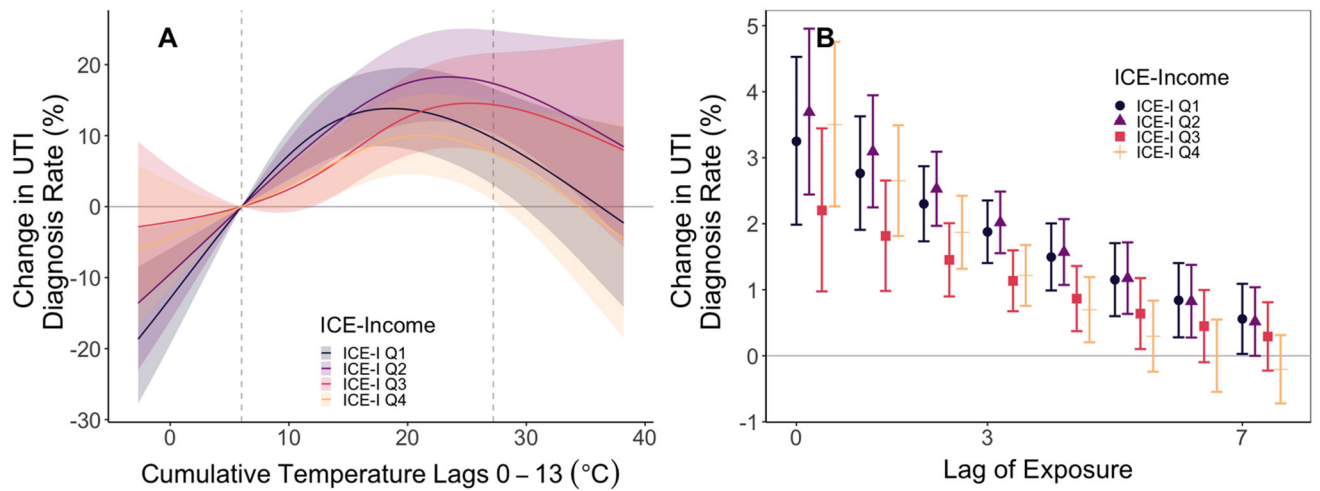 A
Change in UTI
Diagnosis Rate (%)
20
10
0
-10
-20
-30
0
10
20
30
40
Cumulative Temperature Lags 0 – 13 (°C)
ICE-Income
ICE-I Q1
ICE-I Q2
ICE-I Q3
ICE-I Q4
B
Change in UTI
Diagnosis Rate (%)
5
4
3
2
1
0
-1
0
3
7
Lag of Exposure
ICE-Income
ICE-I Q1
ICE-I Q2
ICE-I Q3
ICE-I Q4